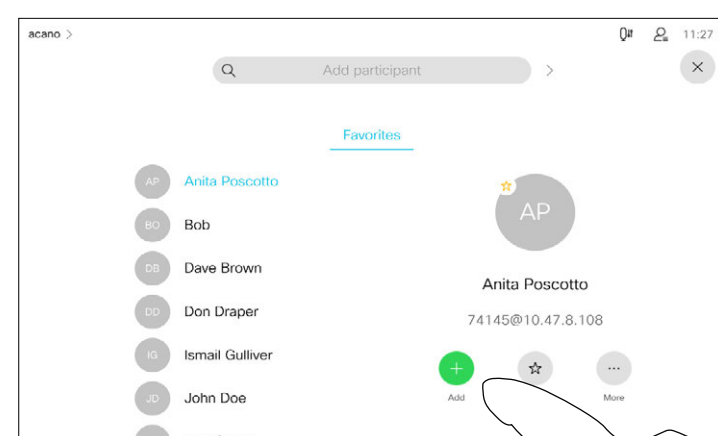 acano >
11:27
Add participant
Favorites
AP Anita Poscotto
BO Bob
DB Dave Brown
DD Don Draper
IG Ismail Gulliver
JD John Doe
AP
Anita Poscotto
74145@10.47.8.108
Add
More